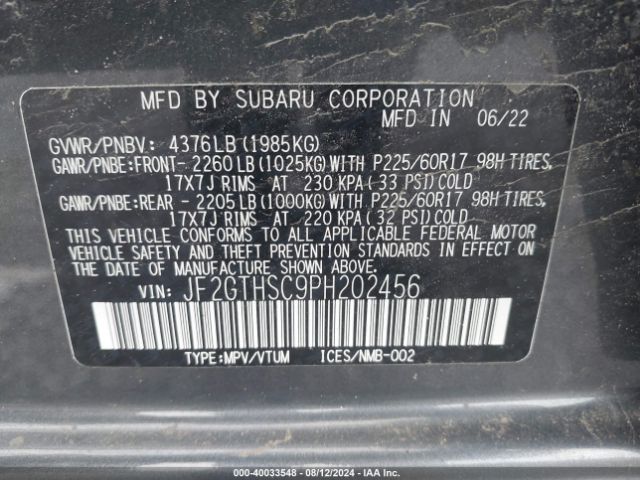 MFD BY SUBARU CORPORATION
MFD IN 06/22
GVWR/PNBV: 4376LB(1985KG)
GAWR/PNBE:FRONT- 2260LB(1025KG)WITH P225/60R17 98H TIRES,
17X7J RIMS AT 230 KPA( 33 PSI)COLD
GAWR/PNBE:REAR - 2205LB(1000KG)WITH P225/60R17 98H TIRES,
17X7J RIMS AT 220 KPA( 32 PSI)COLD
THIS VEHICLE CONFORMS TO ALL APPLICABLE FEDERAL MOTOR
VEHICLE SAFETY AND THEFT PREVENTION STANDARDS IN EFFECT ON
THE DATE OF MANUFACTURE SHOWN ABOVE.
VIN: JF2GTHSC9PH202456
TYPE:MPV/VTUM ICES/NMB-002
000-40033548 - 08/12/2024 - IAA Inc.